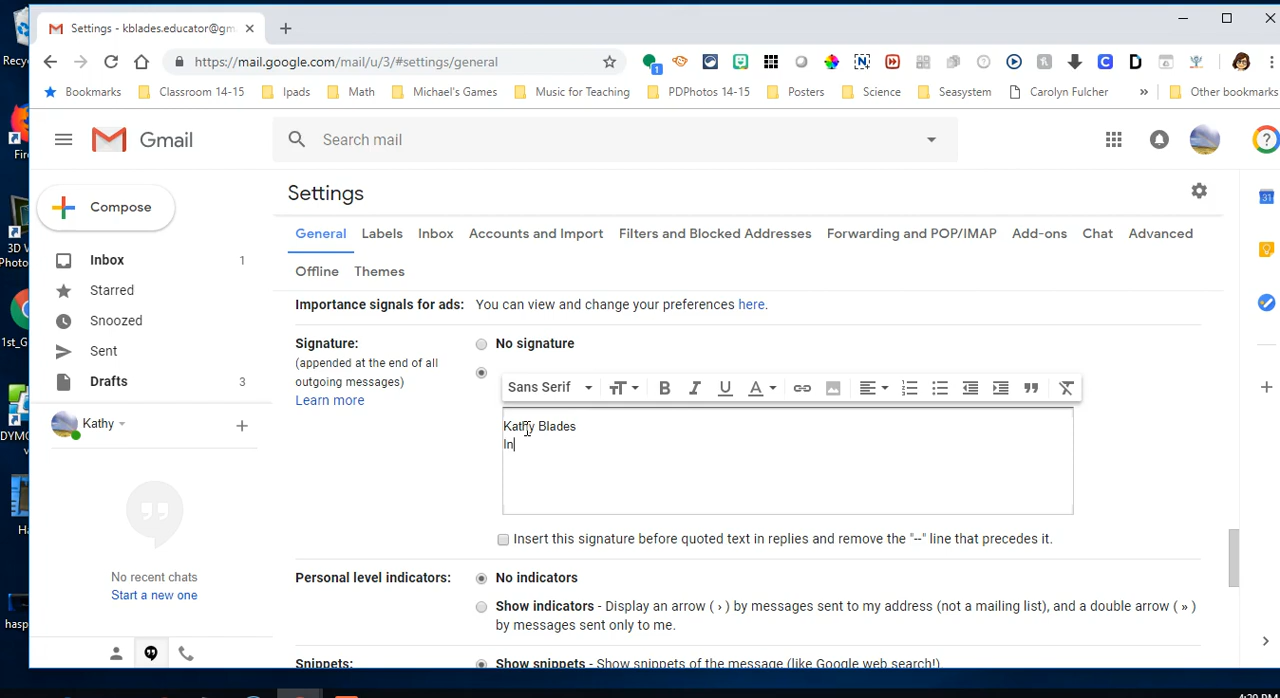 Settings - kblades.educator@gm
https://mail.google.com/mail/u/3/#settings/general
Bookmarks Classroom 14-15 Ipads Math Michael's Games Music for Teaching PDPhotos 14-15 Posters Science Seasystem Carolyn Fulcher » Other bookmarks
Gmail
Search mail
Compose
Inbox 1
Starred
Snoozed
Sent
Drafts 3
Kathy
No recent chats
Start a new one
Settings
General Labels Inbox Accounts and Import Filters and Blocked Addresses Forwarding and POP/IMAP Add-ons Chat Advanced
Offline Themes
Importance signals for ads: You can view and change your preferences here.
Signature:
(appended at the end of all
outgoing messages)
Learn more
No signature
Sans Serif
Kathy Blades
In
Insert this signature before quoted text in replies and remove the "--" line that precedes it.
Personal level indicators: No indicators
Show indicators - Display an arrow ( › ) by messages sent to my address (not a mailing list), and a double arrow ( » )
by messages sent only to me.
Snippets: Show snippets - Show snippets of the message (like Google web search!)